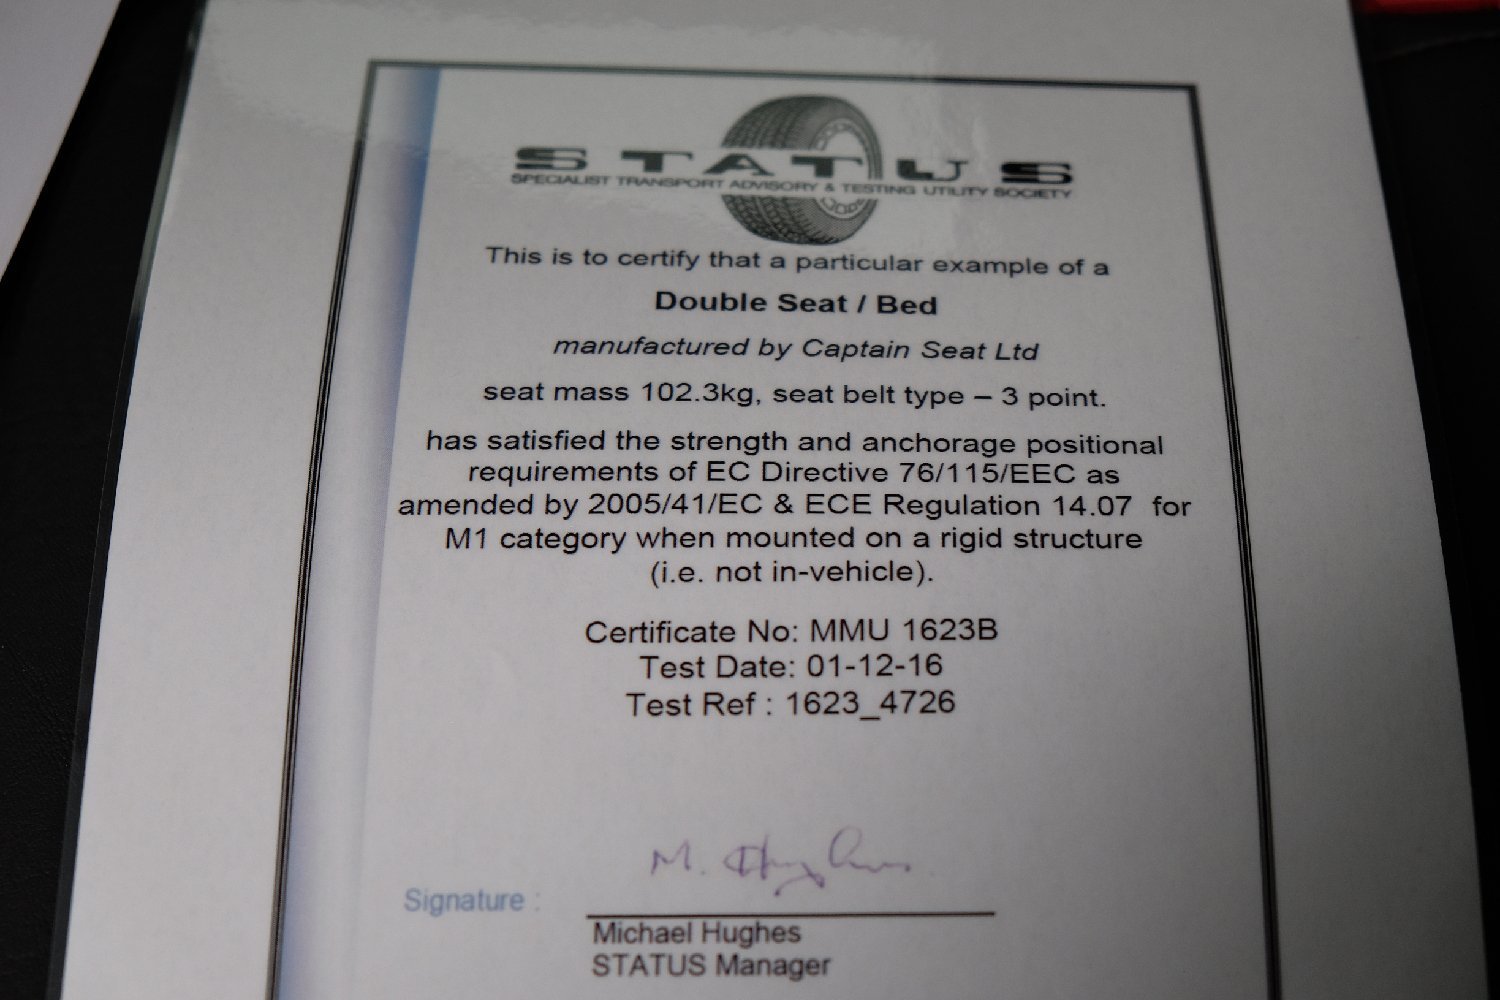 STATUS
SPECIALIST TRANSPORT ADVISORY & TESTING UTILITY SOCIETY
This is to certify that a particular example of a
Double Seat / Bed
manufactured by Captain Seat Ltd
seat mass 102.3kg, seat belt type – 3 point.
has satisfied the strength and anchorage positional
requirements of EC Directive 76/115/EEC as
amended by 2005/41/EC & ECE Regulation 14.07 for
M1 category when mounted on a rigid structure
(i.e. not in-vehicle).
Certificate No: MMU 1623B
Test Date: 01-12-16
Test Ref : 1623_4726
M. Hughes
Signature :
Michael Hughes
STATUS Manager